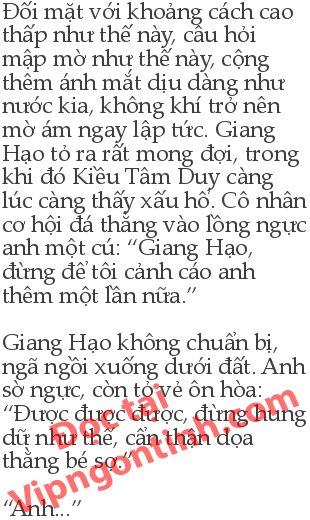 Đối mặt với khoảng cách cao
thấp như thế này, câu hỏi
mập mờ như thế này, cộng
thêm ánh mắt dịu dàng như
nước kia, không khí trở nên
mờ ám ngay lập tức. Giang
Hạo tỏ ra rất mong đợi, trong
khi đó Kiều Tâm Duy càng
lúc càng thấy xấu hổ. Cô nhân
cơ hội đá thẳng vào lồng ngực
anh một cú: “Giang Hạo,
đừng để tôi cảnh cáo anh
thêm một lần nữa.”
Giang Hạo không chuẩn bị,
ngã ngồi xuống dưới đất. Anh
sờ ngực, còn tỏ vẻ ôn hòa:
“Được được được, đừng hung
dữ như thế, cẩn thận dọa
thằng bé sợ.”
“Anh...”
Đọc tại
Vipngontinh.com